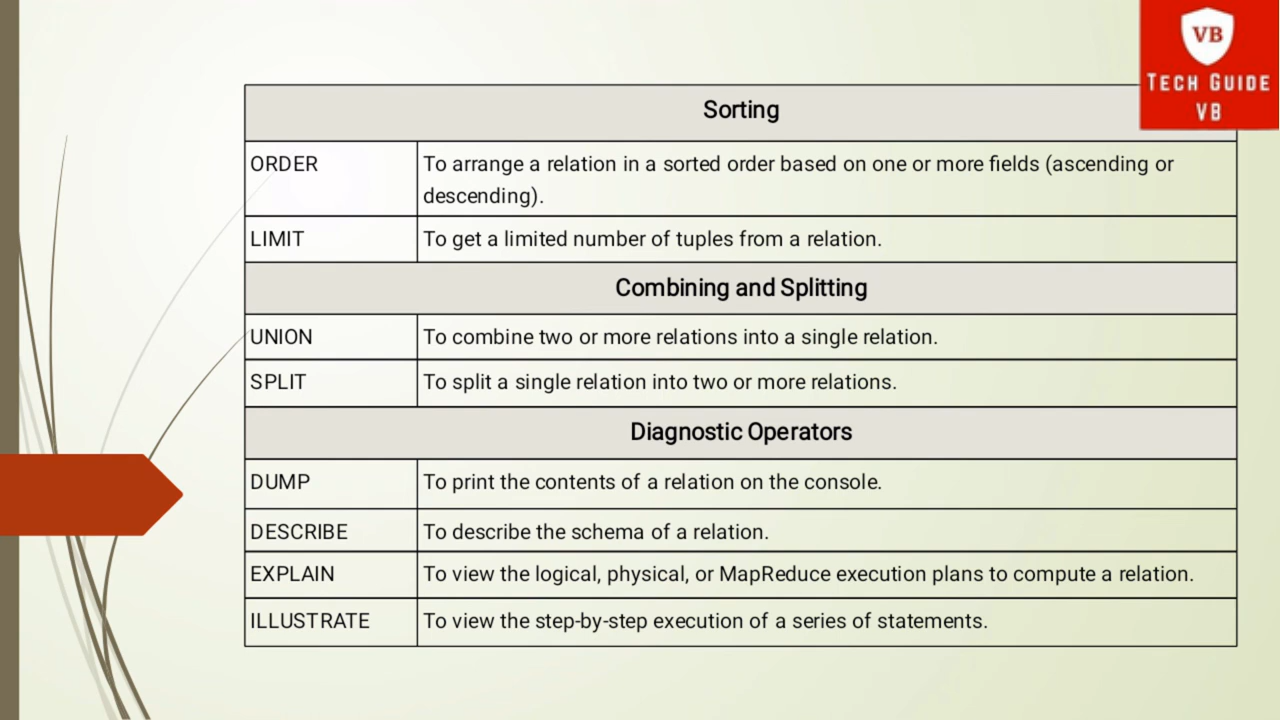 VB
TECH GUIDE
VB
Sorting
ORDER
To arrange a relation in a sorted order based on one or more fields (ascending or
descending).
LIMIT
To get a limited number of tuples from a relation.
Combining and Splitting
UNION
To combine two or more relations into a single relation.
SPLIT
To split a single relation into two or more relations.
Diagnostic Operators
DUMP
To print the contents of a relation on the console.
DESCRIBE
To describe the schema of a relation.
EXPLAIN
To view the logical, physical, or MapReduce execution plans to compute a relation.
ILLUSTRATE
To view the step-by-step execution of a series of statements.